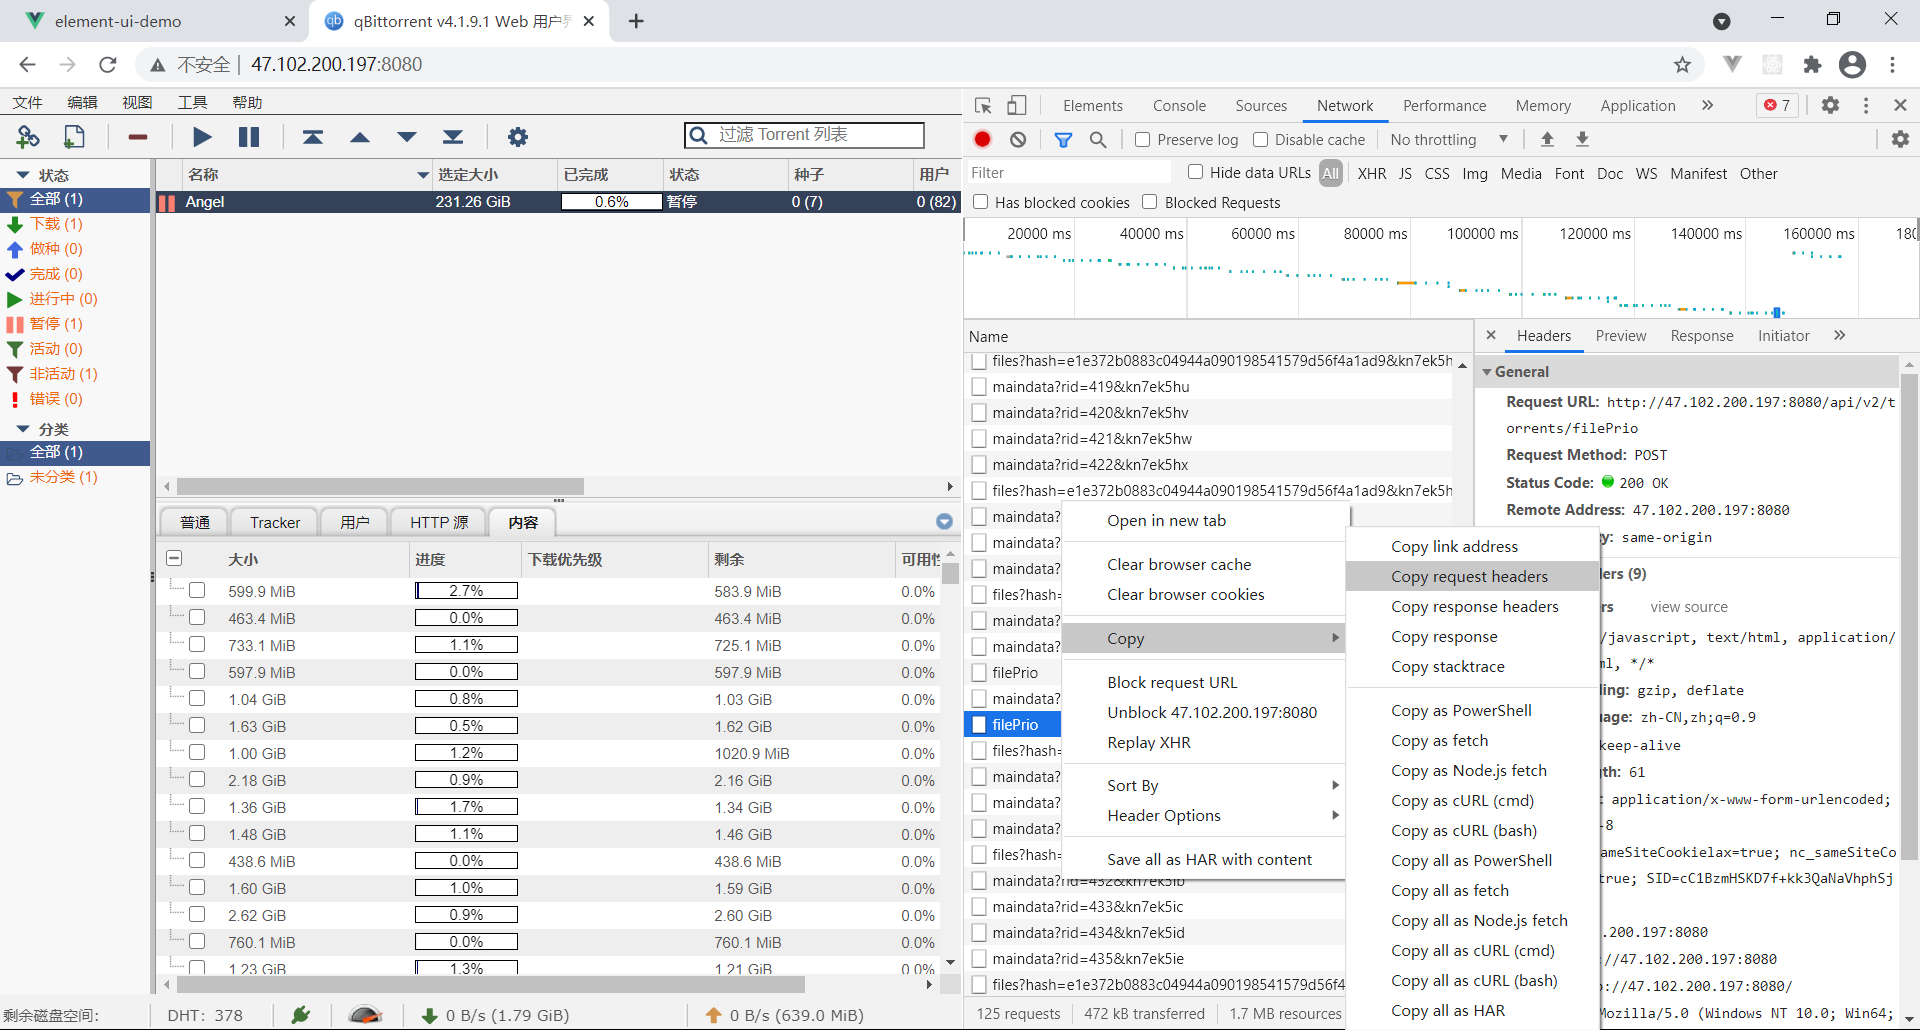 element-ui-demo
qBittorrent v4.1.9.1 Web 用户界
不安全 | 47.102.200.197:8080
文件 编辑 视图 工具 帮助
过滤 Torrent 列表
状态
全部 (1)
下载 (1)
做种 (0)
完成 (0)
进行中 (0)
暂停 (1)
活动 (0)
非活动 (1)
错误 (0)
分类
全部 (1)
未分类 (1)
名称 选定大小 已完成 状态 种子 用户
Angel 231.26 GiB 0.6% 暂停 0 (7) 0 (82)
普通 Tracker 用户 HTTP 源 内容
大小 进度 下载优先级 剩余 可用性
599.9 MiB 2.7% 583.9 MiB 0.0%
463.4 MiB 0.0% 463.4 MiB 0.0%
733.1 MiB 1.1% 725.1 MiB 0.0%
597.9 MiB 0.0% 597.9 MiB 0.0%
1.04 GiB 0.8% 1.03 GiB 0.0%
1.63 GiB 0.5% 1.62 GiB 0.0%
1.00 GiB 1.2% 1020.9 MiB 0.0%
2.18 GiB 0.9% 2.16 GiB 0.0%
1.36 GiB 1.7% 1.34 GiB 0.0%
1.48 GiB 1.1% 1.46 GiB 0.0%
438.6 MiB 0.0% 438.6 MiB 0.0%
1.60 GiB 1.0% 1.59 GiB 0.0%
2.62 GiB 0.9% 2.60 GiB 0.0%
760.1 MiB 0.0% 760.1 MiB 0.0%
1.23 GiB 1.3% 1.21 GiB 0.0%
剩余磁盘空间: DHT: 378 0 B/s (1.79 GiB) 0 B/s (639.0 MiB)
Elements Console Sources Network Performance Memory Application 7
Preserve log Disable cache No throttling
Filter Hide data URLs All XHR JS CSS Img Media Font Doc WS Manifest Other
Has blocked cookies Blocked Requests
20000 ms 40000 ms 60000 ms 80000 ms 100000 ms 120000 ms 140000 ms 160000 ms 180
Name
files?hash=e1e372b0883c04944a090198541579d56f4a1ad9&kn7ek5h
maindata?rid=419&kn7ek5hu
maindata?rid=420&kn7ek5hv
maindata?rid=421&kn7ek5hw
maindata?rid=422&kn7ek5hx
files?hash=e1e372b0883c04944a090198541579d56f4a1ad9&kn7ek5h
maindata?
maindata?
maindata?
files?hash=
maindata?
maindata?
filePrio
maindata?
filePrio
files?hash=
maindata?
maindata?
maindata?
files?hash=
maindata?rid=432&kn7ek5ib
maindata?rid=433&kn7ek5ic
maindata?rid=434&kn7ek5id
maindata?rid=435&kn7ek5ie
files?hash=e1e372b0883c04944a090198541579d56f4
125 requests 472 kB transferred 1.7 MB resources
Open in new tab
Clear browser cache
Clear browser cookies
Copy
Block request URL
Unblock 47.102.200.197:8080
Replay XHR
Sort By
Header Options
Save all as HAR with content
Copy link address
Copy request headers
Copy response headers
Copy response
Copy stacktrace
Copy as PowerShell
Copy as fetch
Copy as Node.js fetch
Copy as cURL (cmd)
Copy as cURL (bash)
Copy all as PowerShell
Copy all as fetch
Copy all as Node.js fetch
Copy all as cURL (cmd)
Copy all as cURL (bash)
Copy all as HAR
Headers Preview Response Initiator
General
Request URL: http://47.102.200.197:8080/api/v2/t
orrents/filePrio
Request Method: POST
Status Code: 200 OK
Remote Address: 47.102.200.197:8080
y: same-origin
ers (9)
rs view source
/javascript, text/html, application/
ml, */*
ing: gzip, deflate
uage: zh-CN,zh;q=0.9
keep-alive
gth: 61
: application/x-www-form-urlencoded;
-8
ameSiteCookielax=true; nc_sameSiteCo
true; SID=cC1BzmHSKD7f+kk3QaNaVhphSj
.200.197:8080
//47.102.200.197:8080
p://47.102.200.197:8080/
Mozilla/5.0 (Windows NT 10.0; Win64;